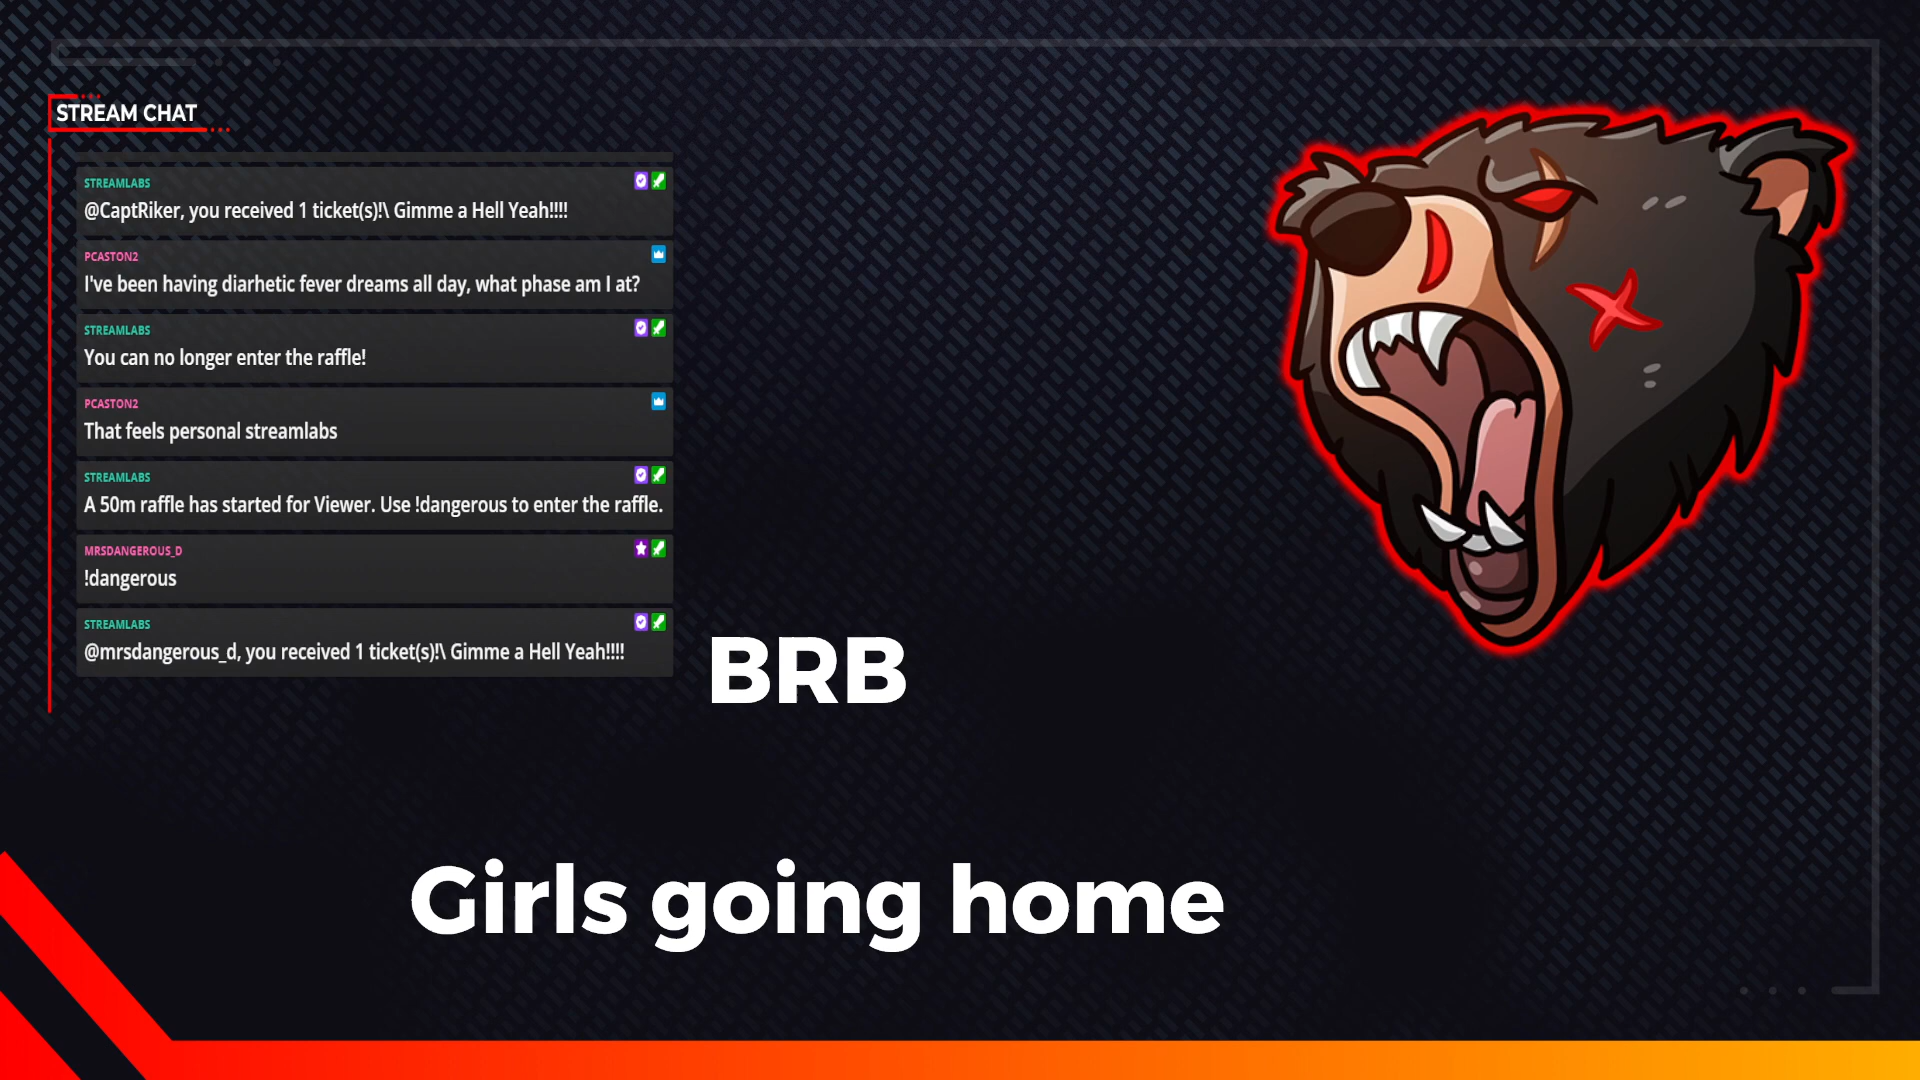 STREAM CHAT
STREAMLABS
@CaptRiker, you received 1 ticket(s)!\ Gimme a Hell Yeah!!!!
PCASTON2
I've been having diarhetic fever dreams all day, what phase am I at?
STREAMLABS
You can no longer enter the raffle!
PCASTON2
That feels personal streamlabs
STREAMLABS
A 50m raffle has started for Viewer. Use !dangerous to enter the raffle.
MRSDANGEROUS_D
!dangerous
STREAMLABS
@mrsdangerous_d, you received 1 ticket(s)!\ Gimme a Hell Yeah!!!!
BRB
Girls going home